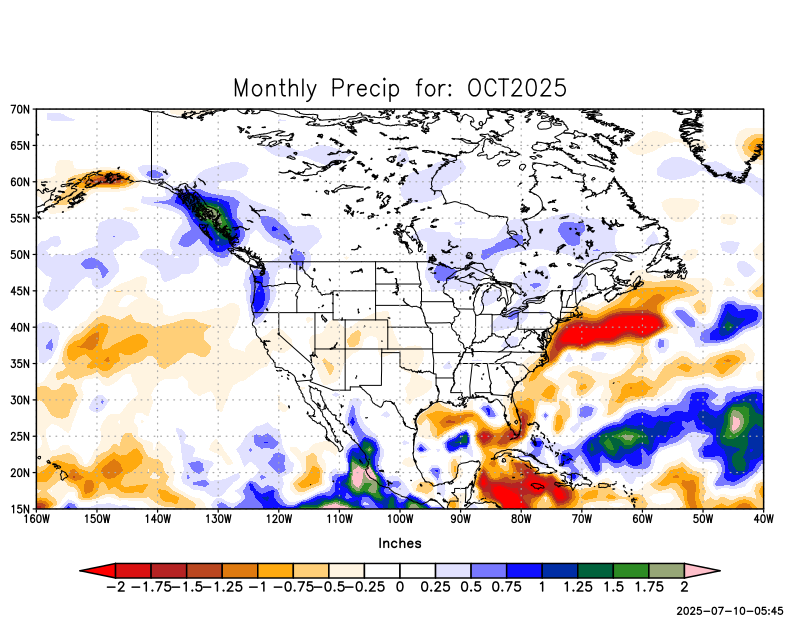 Monthly Precip for: OCT2025
70N
65N
60N
55N
50N
45N
40N
35N
30N
25N
20N
15N
160W 150W 140W 130W 120W 110W 100W 90W 80W 70W 60W 50W 40W
Inches
-2 -1.75 -1.5 -1.25 -1 -0.75 -0.5 -0.25 0 0.25 0.5 0.75 1 1.25 1.5 1.75 2
2025-07-10-05:45